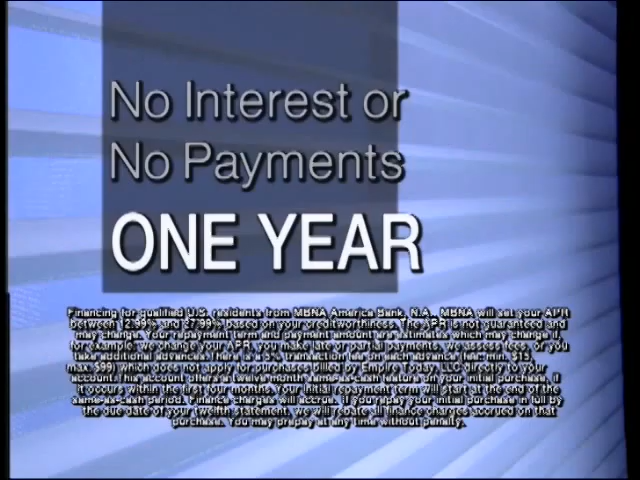 No Interest or
No Payments
ONE YEAR
Financing for qualified U.S. residents from MBNA America Bank, N.A. MBNA will set your APR
between 12.99% and 27.99% based on your creditworthiness. The APR is not guaranteed and
may change. Your repayment term and payment amount are estimates which may change if,
for example, we change your APR, you make late or partial payments, we assess fees, or you
take additional advances. There is a transaction fee on each advance (fee: min. $15,
max. $99) which does not apply for purchases billed by Empire Today, LLC directly to your
account. This account offers a twelve month same-as-cash feature on your initial purchase, if
it occurs within the first four months. Your initial repayment term will start at the end of the
same-as-cash period. Finance charges will accrue. If you repay your initial purchase in full by
the due date of your twelfth statement, we will rebate all finance charges accrued on that
purchase. You may prepay at any time without penalty.